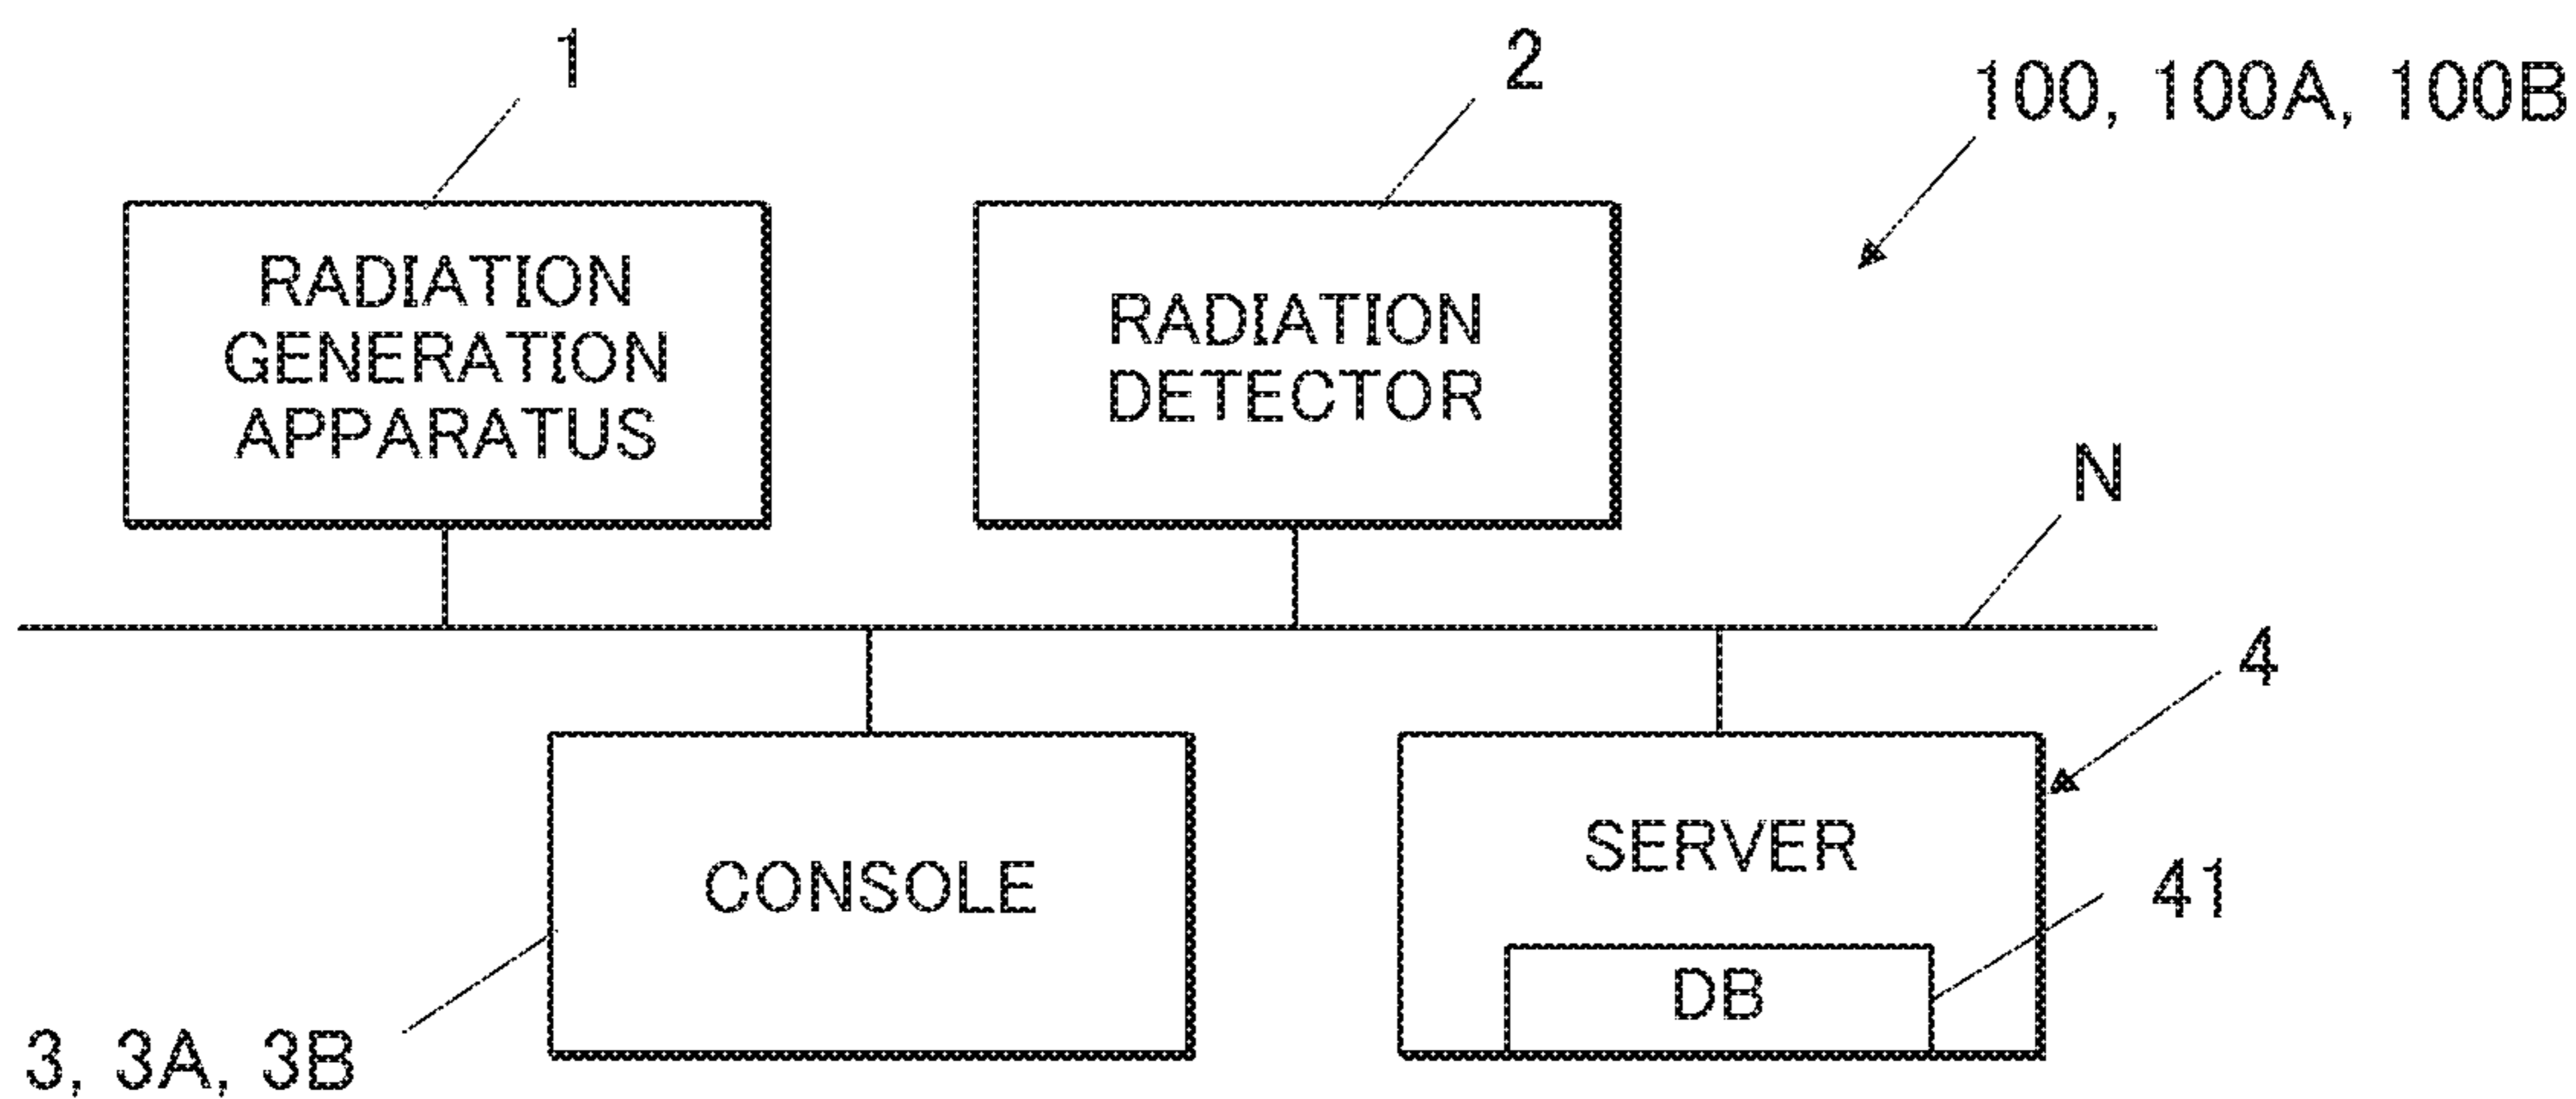 1
2
100, 100A, 100B
RADIATION
GENERATION
APPARATUS
RADIATION
DETECTOR
N
4
CONSOLE
SERVER
41
DB
3, 3A, 3B